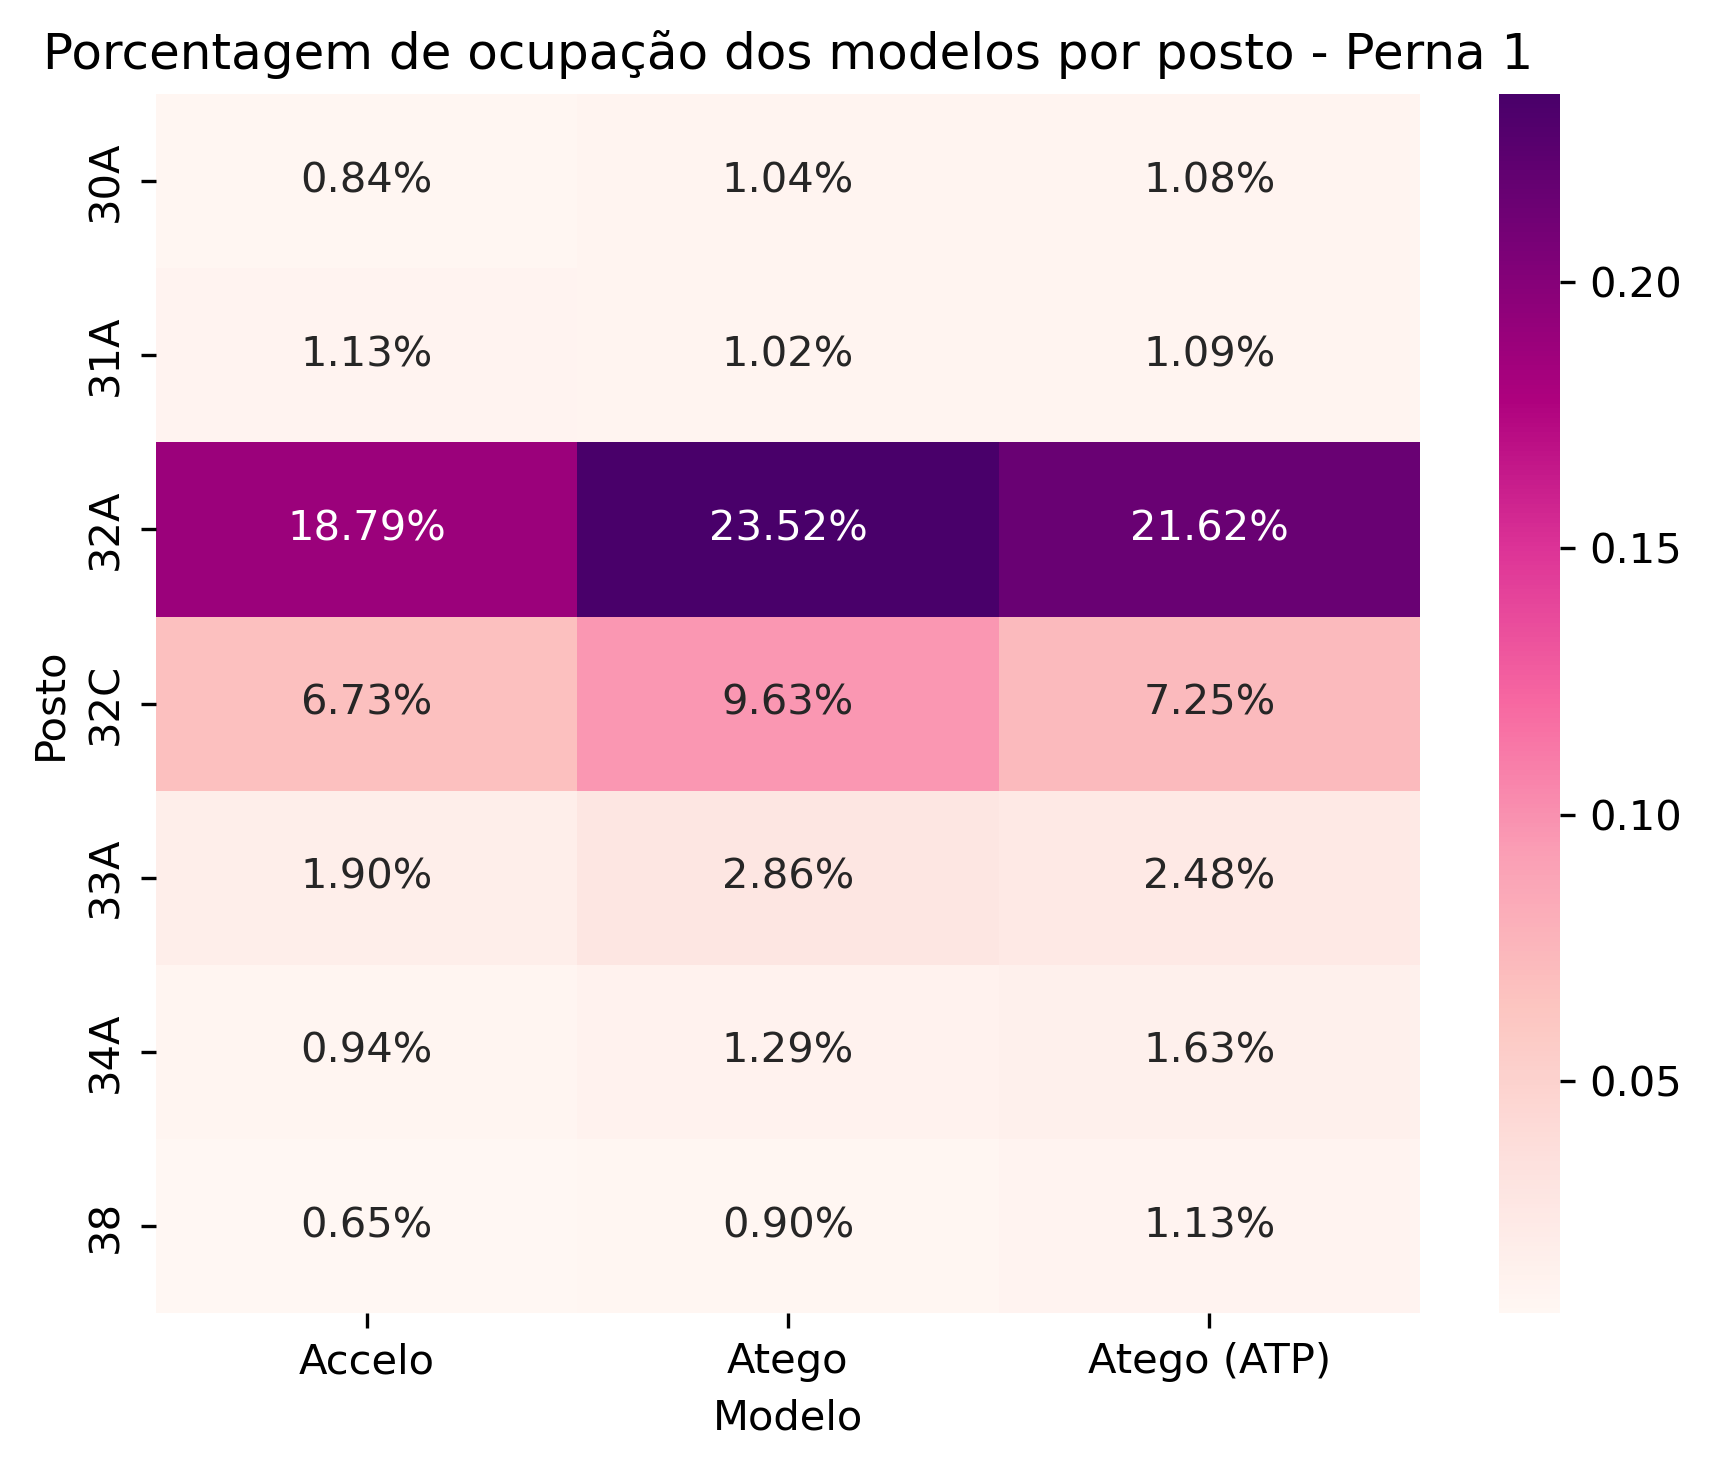 Porcentagem de ocupação dos modelos por posto - Perna 1
30A 0.84% 1.04% 1.08%
31A 1.13% 1.02% 1.09%
32A 18.79% 23.52% 21.62%
32C 6.73% 9.63% 7.25%
33A 1.90% 2.86% 2.48%
34A 0.94% 1.29% 1.63%
38 0.65% 0.90% 1.13%
Posto
Accelo Atego Atego (ATP)
Modelo
0.20
0.15
0.10
0.05